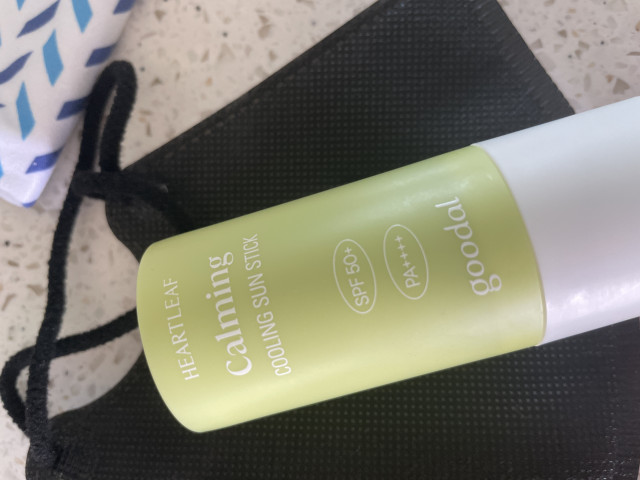 HEARTLEAF
Calming
COOLING SUN STICK
SPF 50+
PA++++
goodal